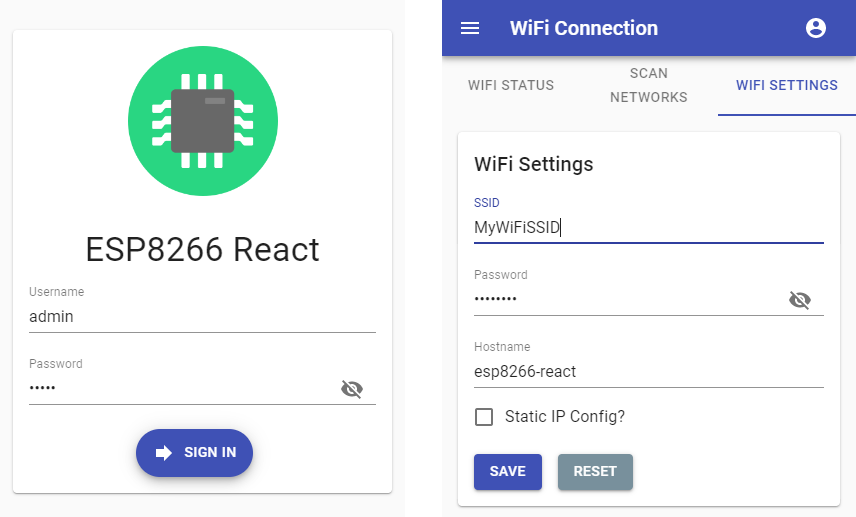 ESP8266 React
Username
admin
Password
•••••
SIGN IN
WiFi Connection
WIFI STATUS
SCAN
NETWORKS
WIFI SETTINGS
WiFi Settings
SSID
MyWiFiSSID
Password
••••••••
Hostname
esp8266-react
Static IP Config?
SAVE
RESET